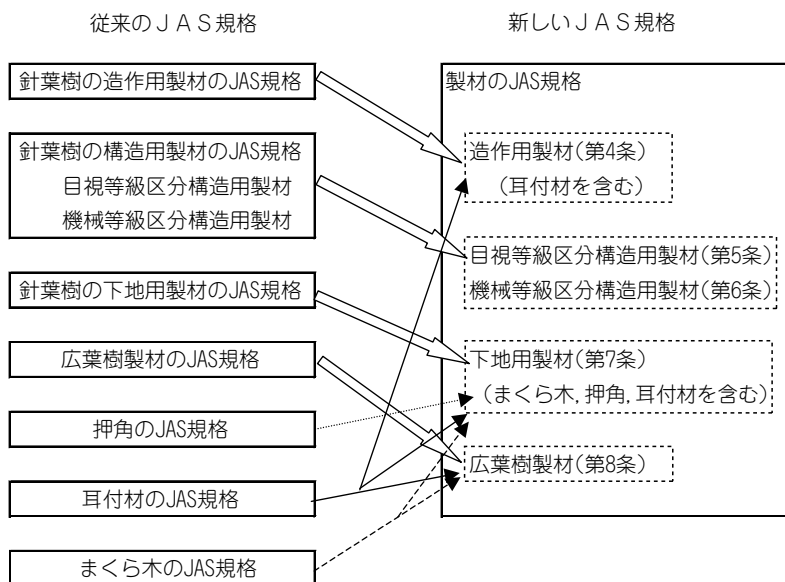 従来のＪＡＳ規格
新しいＪＡＳ規格
針葉樹の造作用製材のJAS規格
針葉樹の構造用製材のJAS規格
目視等級区分構造用製材
機械等級区分構造用製材
針葉樹の下地用製材のJAS規格
広葉樹製材のJAS規格
押角のJAS規格
耳付材のJAS規格
まくら木のJAS規格
製材のJAS規格
造作用製材(第4条)
(耳付材を含む)
目視等級区分構造用製材(第5条)
機械等級区分構造用製材(第6条)
下地用製材(第7条)
(まくら木,押角,耳付材を含む)
広葉樹製材(第8条)